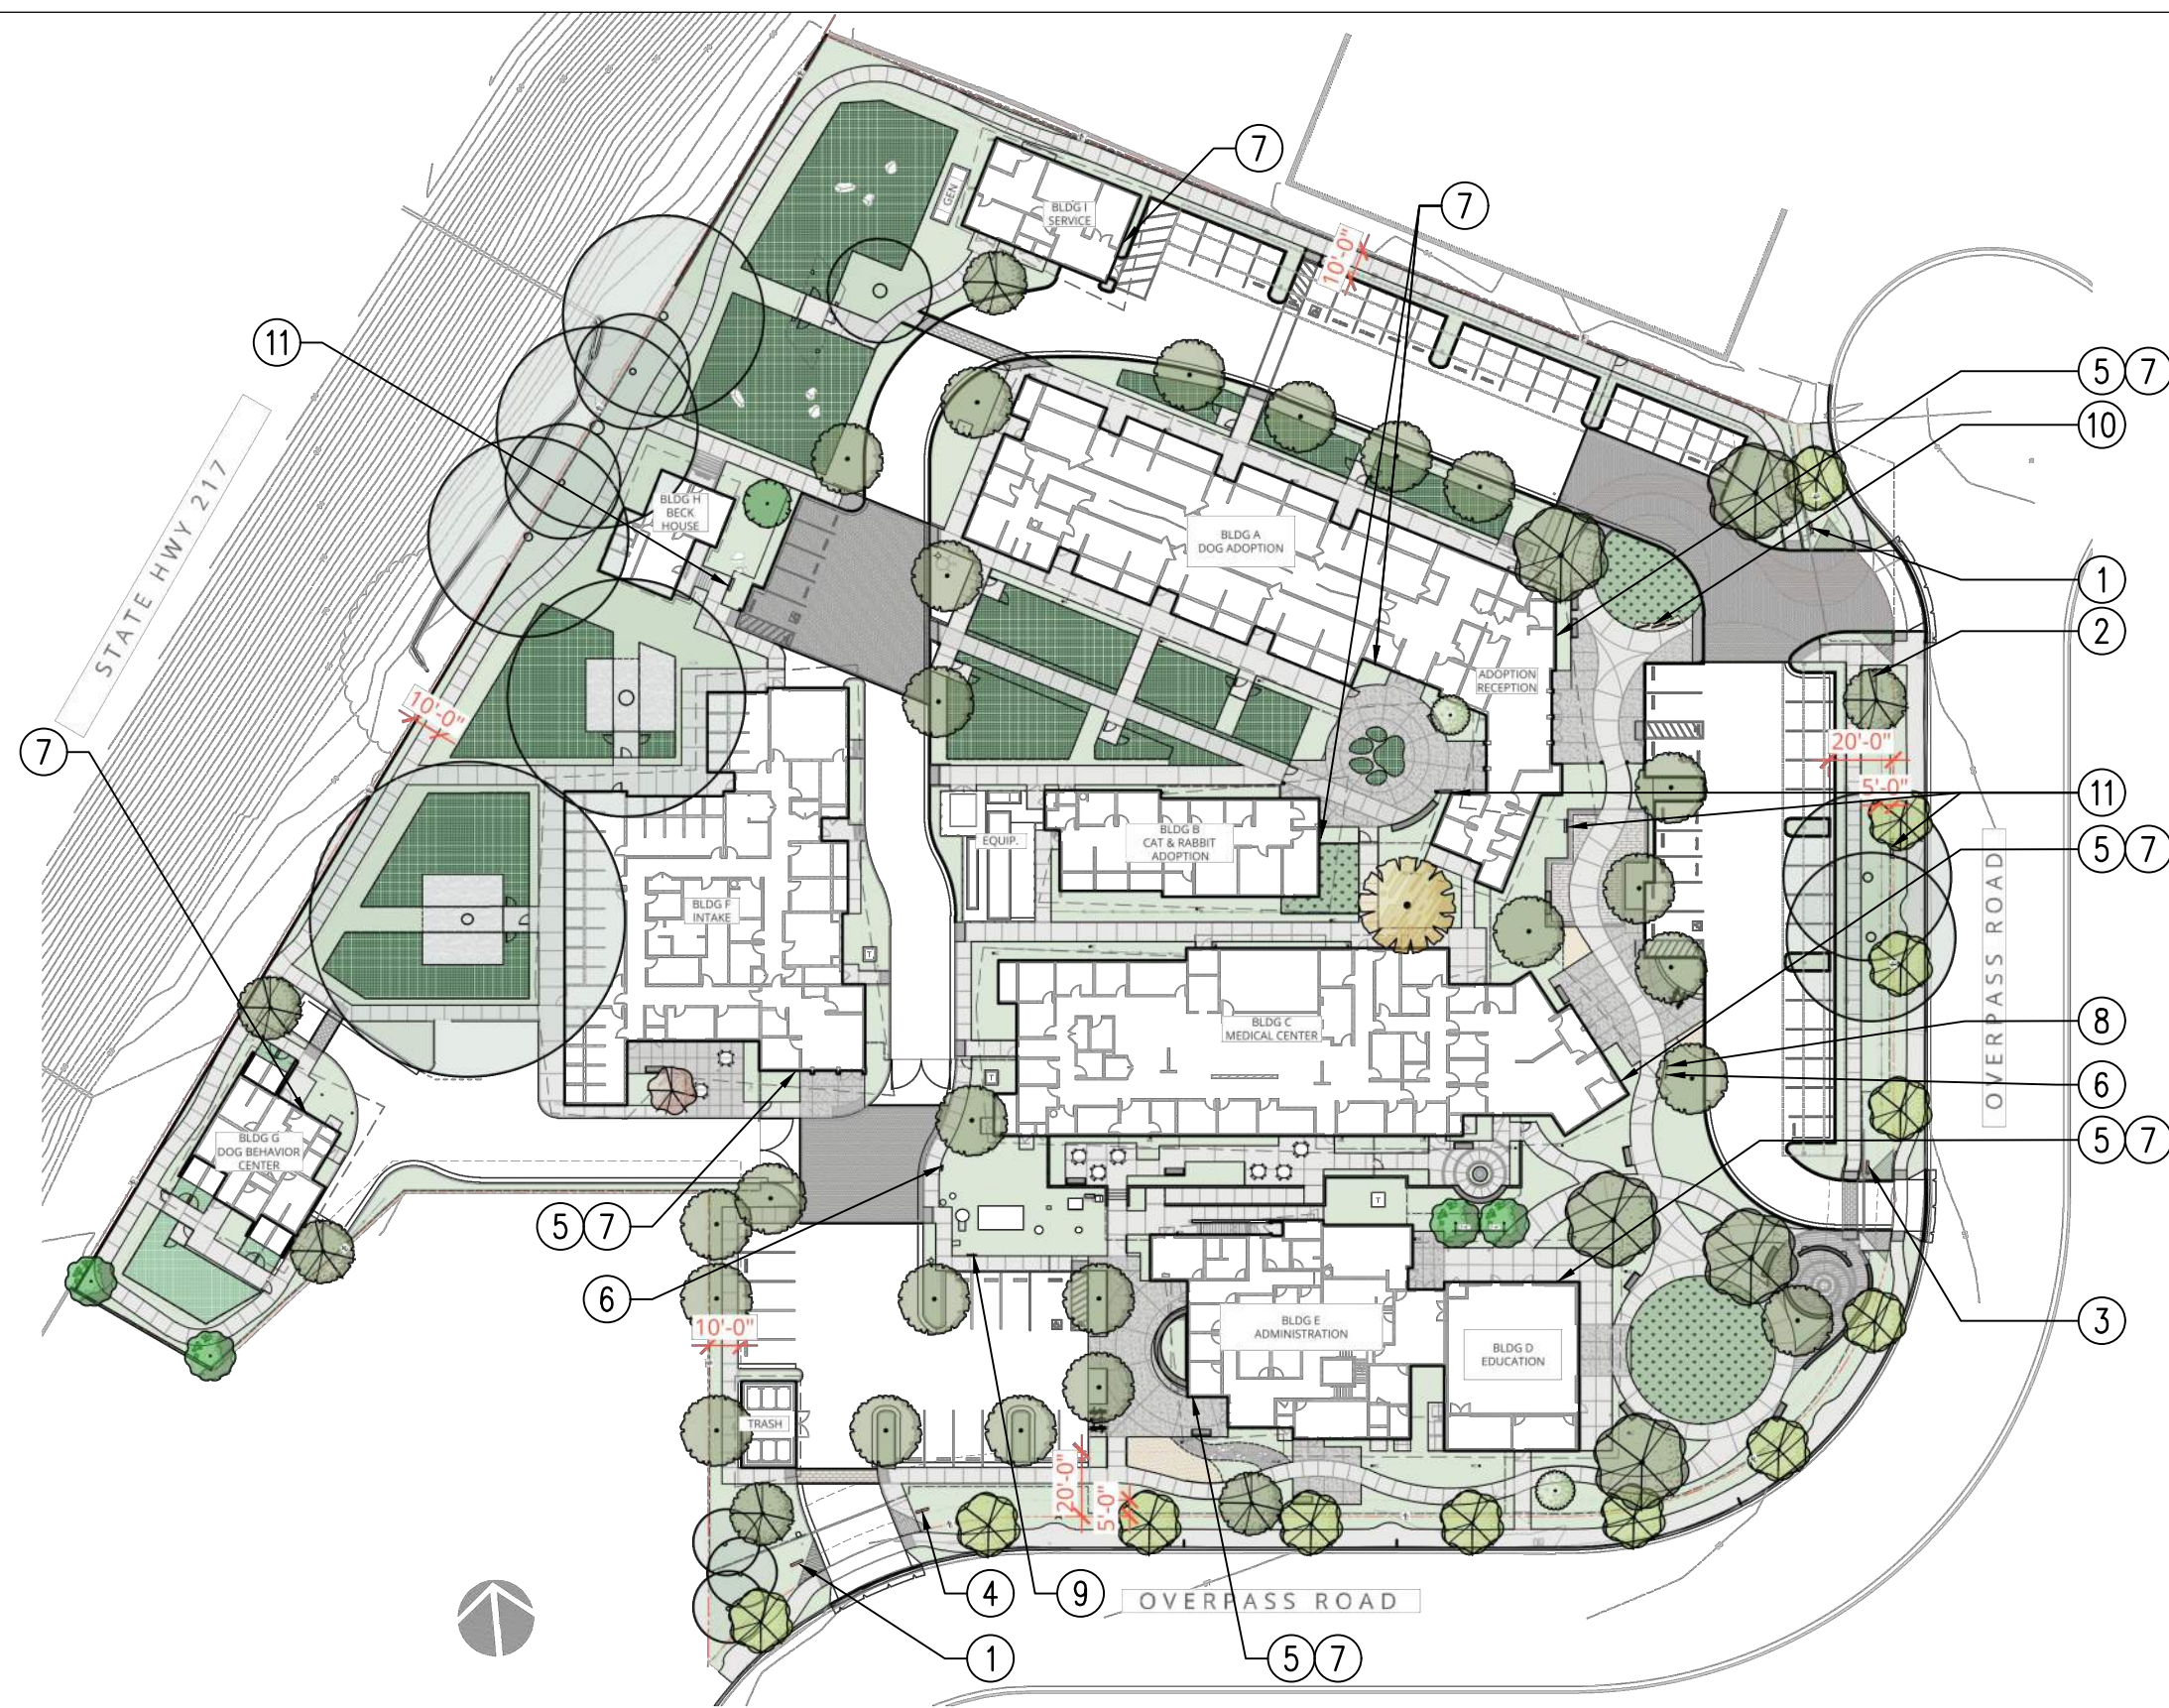 7
7
GEN
BLDG I
SERVICE
10'-0"
11
5 7
10
STATE HWY 217
BLDG H
BECK
HOUSE
BLDG A
DOG ADOPTION
1
2
ADOPTION
RECEPTION
10'-0"
7
20'-0"
5'-0"
11
EQUIP.
BLDG B
CAT & RABBIT
ADOPTION
5 7
BLDG F
INTAKE
T
OVERPASS ROAD
BLDG C
MEDICAL CENTER
8
T
6
BLDG G
DOG BEHAVIOR
CENTER
5 7
T
5 7
6
10'-0"
BLDG E
ADMINISTRATION
BLDG D
EDUCATION
3
TRASH
20'-0"
5'-0"
4
9
OVERPASS ROAD
1
5 7